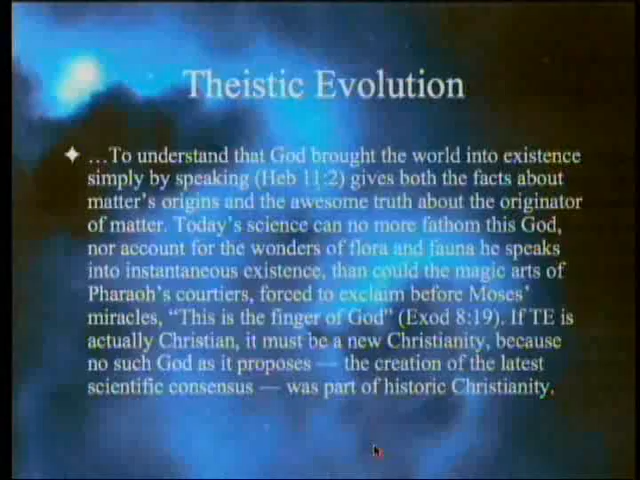 Theistic Evolution
…To understand that God brought the world into existence
simply by speaking (Heb 11:2) gives both the facts about
matter's origins and the awesome truth about the originator
of matter. Today's science can no more fathom this God,
nor account for the wonders of flora and fauna he speaks
into instantaneous existence, than could the magic arts of
Pharaoh's courtiers, forced to exclaim before Moses'
miracles, “This is the finger of God” (Exod 8:19). If TE is
actually Christian, it must be a new Christianity, because
no such God as it proposes — the creation of the latest
scientific consensus — was part of historic Christianity.